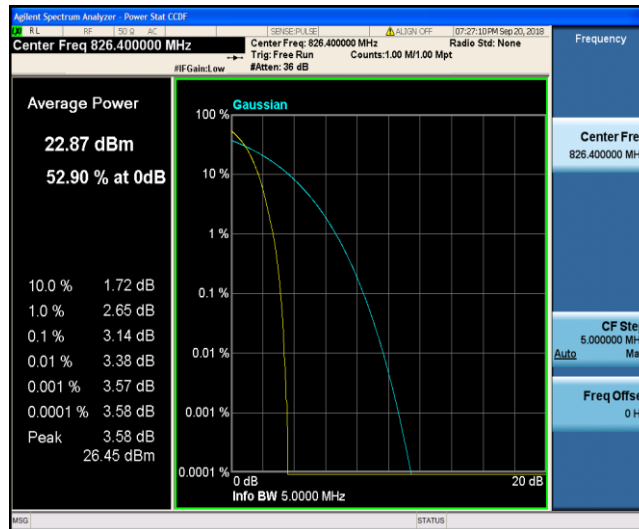 Agilent Spectrum Analyzer - Power Stat CCDF
RL RF 50 Ω AC SENSE:PULSE ALIGN OFF 07:27:10 PM Sep 20, 2018
Center Freq 826.400000 MHz
Center Freq: 826.400000 MHz Radio Std: None
Trig: Free Run Counts:1.00 M/1.00 Mpt
#IFGain:Low #Atten: 36 dB
Frequency
Average Power
22.87 dBm
52.90 % at 0dB
10.0 % 1.72 dB
1.0 % 2.65 dB
0.1 % 3.14 dB
0.01 % 3.38 dB
0.001 % 3.57 dB
0.0001 % 3.58 dB
Peak 3.58 dB
26.45 dBm
Gaussian
100 %
10 %
1 %
0.1 %
0.01 %
0.001 %
0.0001 %
0 dB 20 dB
Info BW 5.0000 MHz
Center Fre
826.400000 MH
CF Ste
5.000000 MH
Auto Ma
Freq Offse
0 H
MSG STATUS